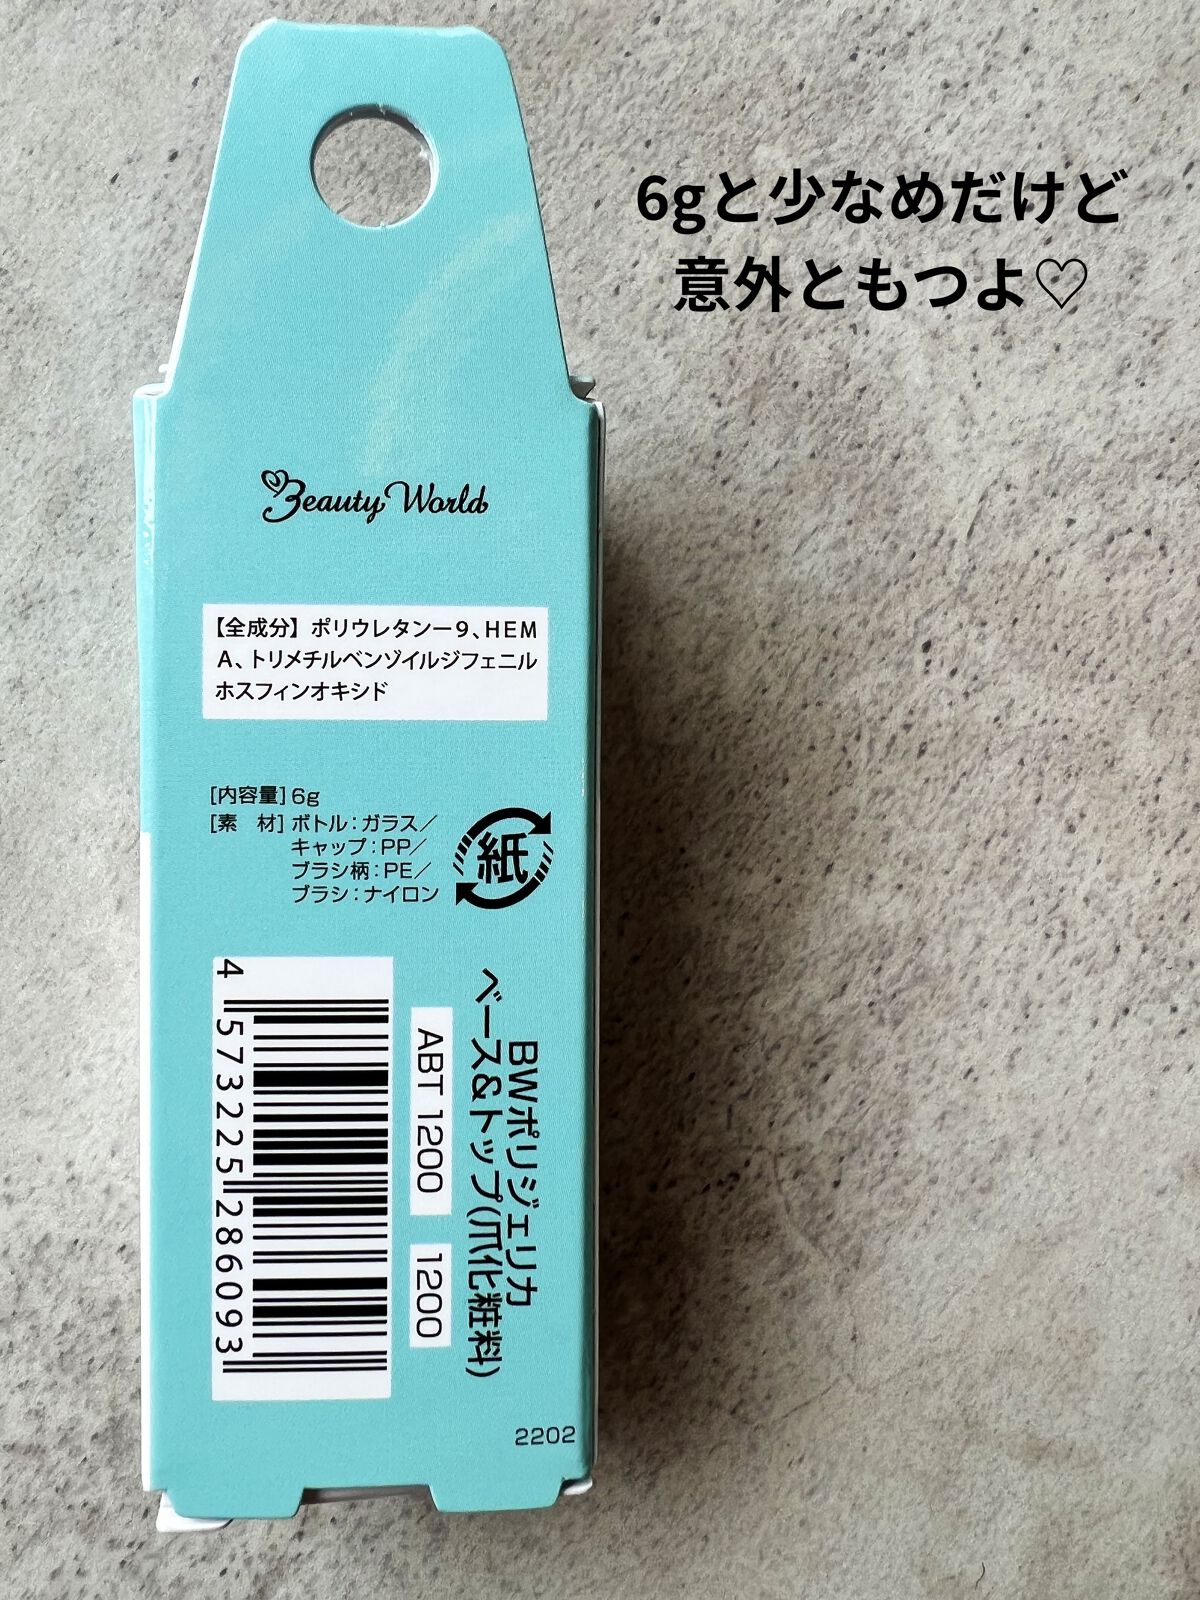 6gと少なめだけど
意外ともつよ♡
Beauty World
【全成分】ポリウレタンー9、HEM
A、トリメチルベンゾイルジフェニル
ホスフィンオキシド
[内容量]6g
[素　材]ボトル:ガラス／
キャップ:PP／
ブラシ柄:PE／
ブラシ:ナイロン
紙
BWポリジェリカ
ベース&トップ(爪化粧料)
ABT 1200 1200
4 573225 286093
2202